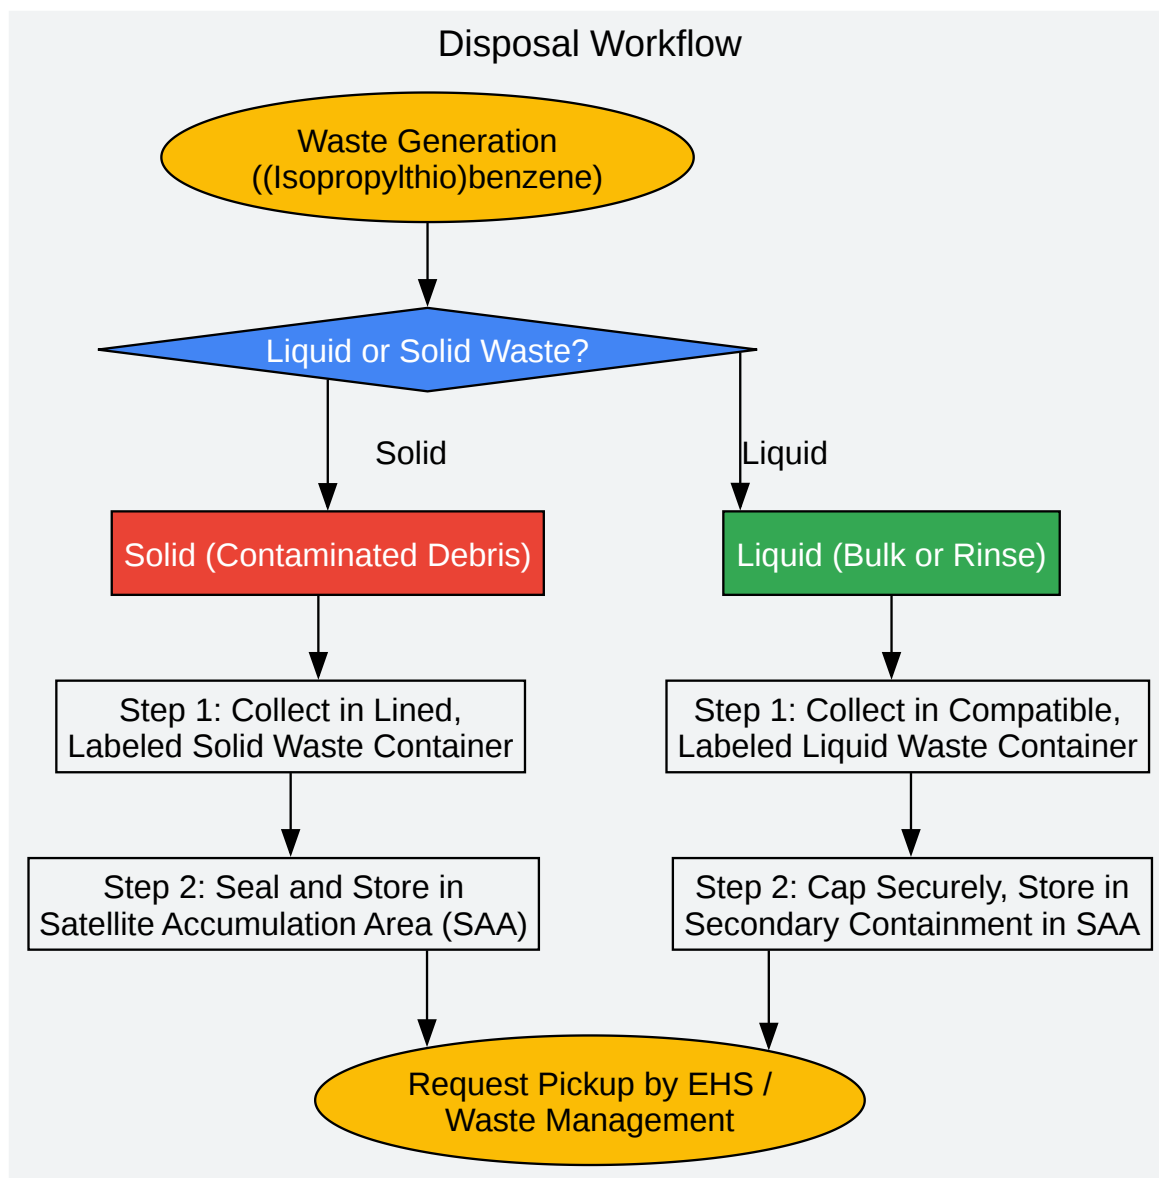 Disposal Workflow
Waste Generation
((Isopropylthio)benzene)
Liquid or Solid Waste?
Solid
Liquid
Solid (Contaminated Debris)
Liquid (Bulk or Rinse)
Step 1: Collect in Lined,
Labeled Solid Waste Container
Step 1: Collect in Compatible,
Labeled Liquid Waste Container
Step 2: Seal and Store in
Satellite Accumulation Area (SAA)
Step 2: Cap Securely, Store in
Secondary Containment in SAA
Request Pickup by EHS /
Waste Management